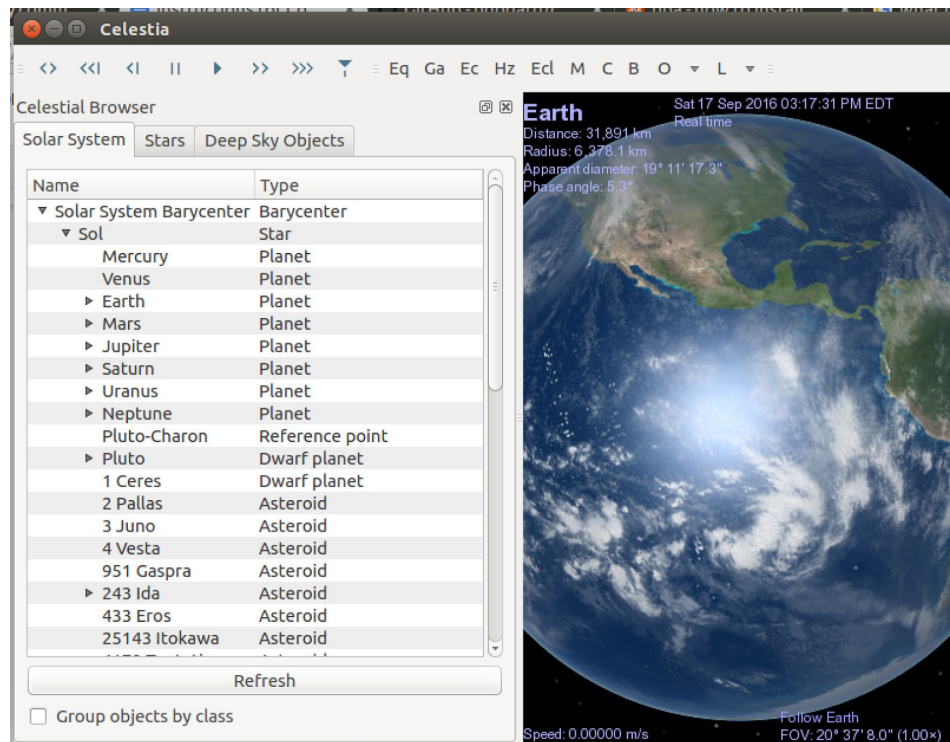 Celestia
Eq Ga Ec Hz Ecl M C B O L
Celestial Browser
Solar System Stars Deep Sky Objects
Name Type
Solar System Barycenter Barycenter
Sol Star
Mercury Planet
Venus Planet
Earth Planet
Mars Planet
Jupiter Planet
Saturn Planet
Uranus Planet
Neptune Planet
Pluto-Charon Reference point
Pluto Dwarf planet
1 Ceres Dwarf planet
2 Pallas Asteroid
3 Juno Asteroid
4 Vesta Asteroid
951 Gaspra Asteroid
243 Ida Asteroid
433 Eros Asteroid
25143 Itokawa Asteroid
Refresh
Group objects by class
Earth
Distance: 31,891 km
Radius: 6,378.1 km
Apparent diameter: 19° 11' 17.3"
Phase angle: 5.3°
Sat 17 Sep 2016 03:17:31 PM EDT
Real time
Speed: 0.00000 m/s
Follow Earth
FOV: 20° 37' 8.0" (1.00×)